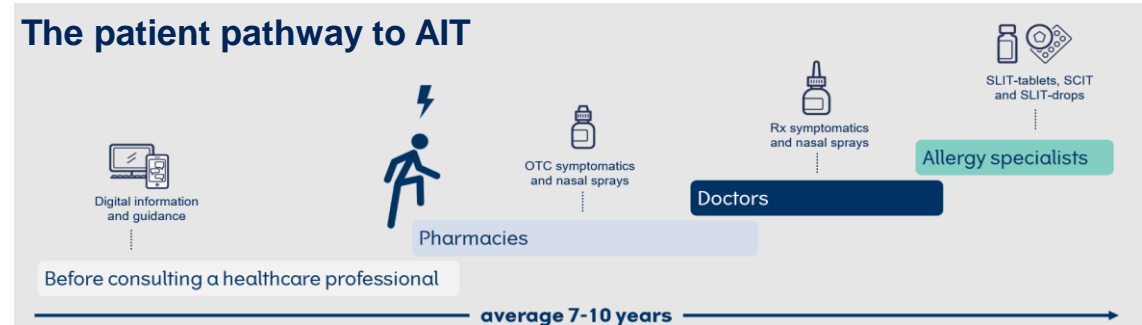 The patient pathway to AIT
SLIT-tablets, SCIT
and SLIT-drops
Rx symptomatics
and nasal sprays
Allergy specialists
OTC symptomatics
and nasal sprays
Doctors
Digital information
and guidance
Pharmacies
Before consulting a healthcare professional
average 7-10 years